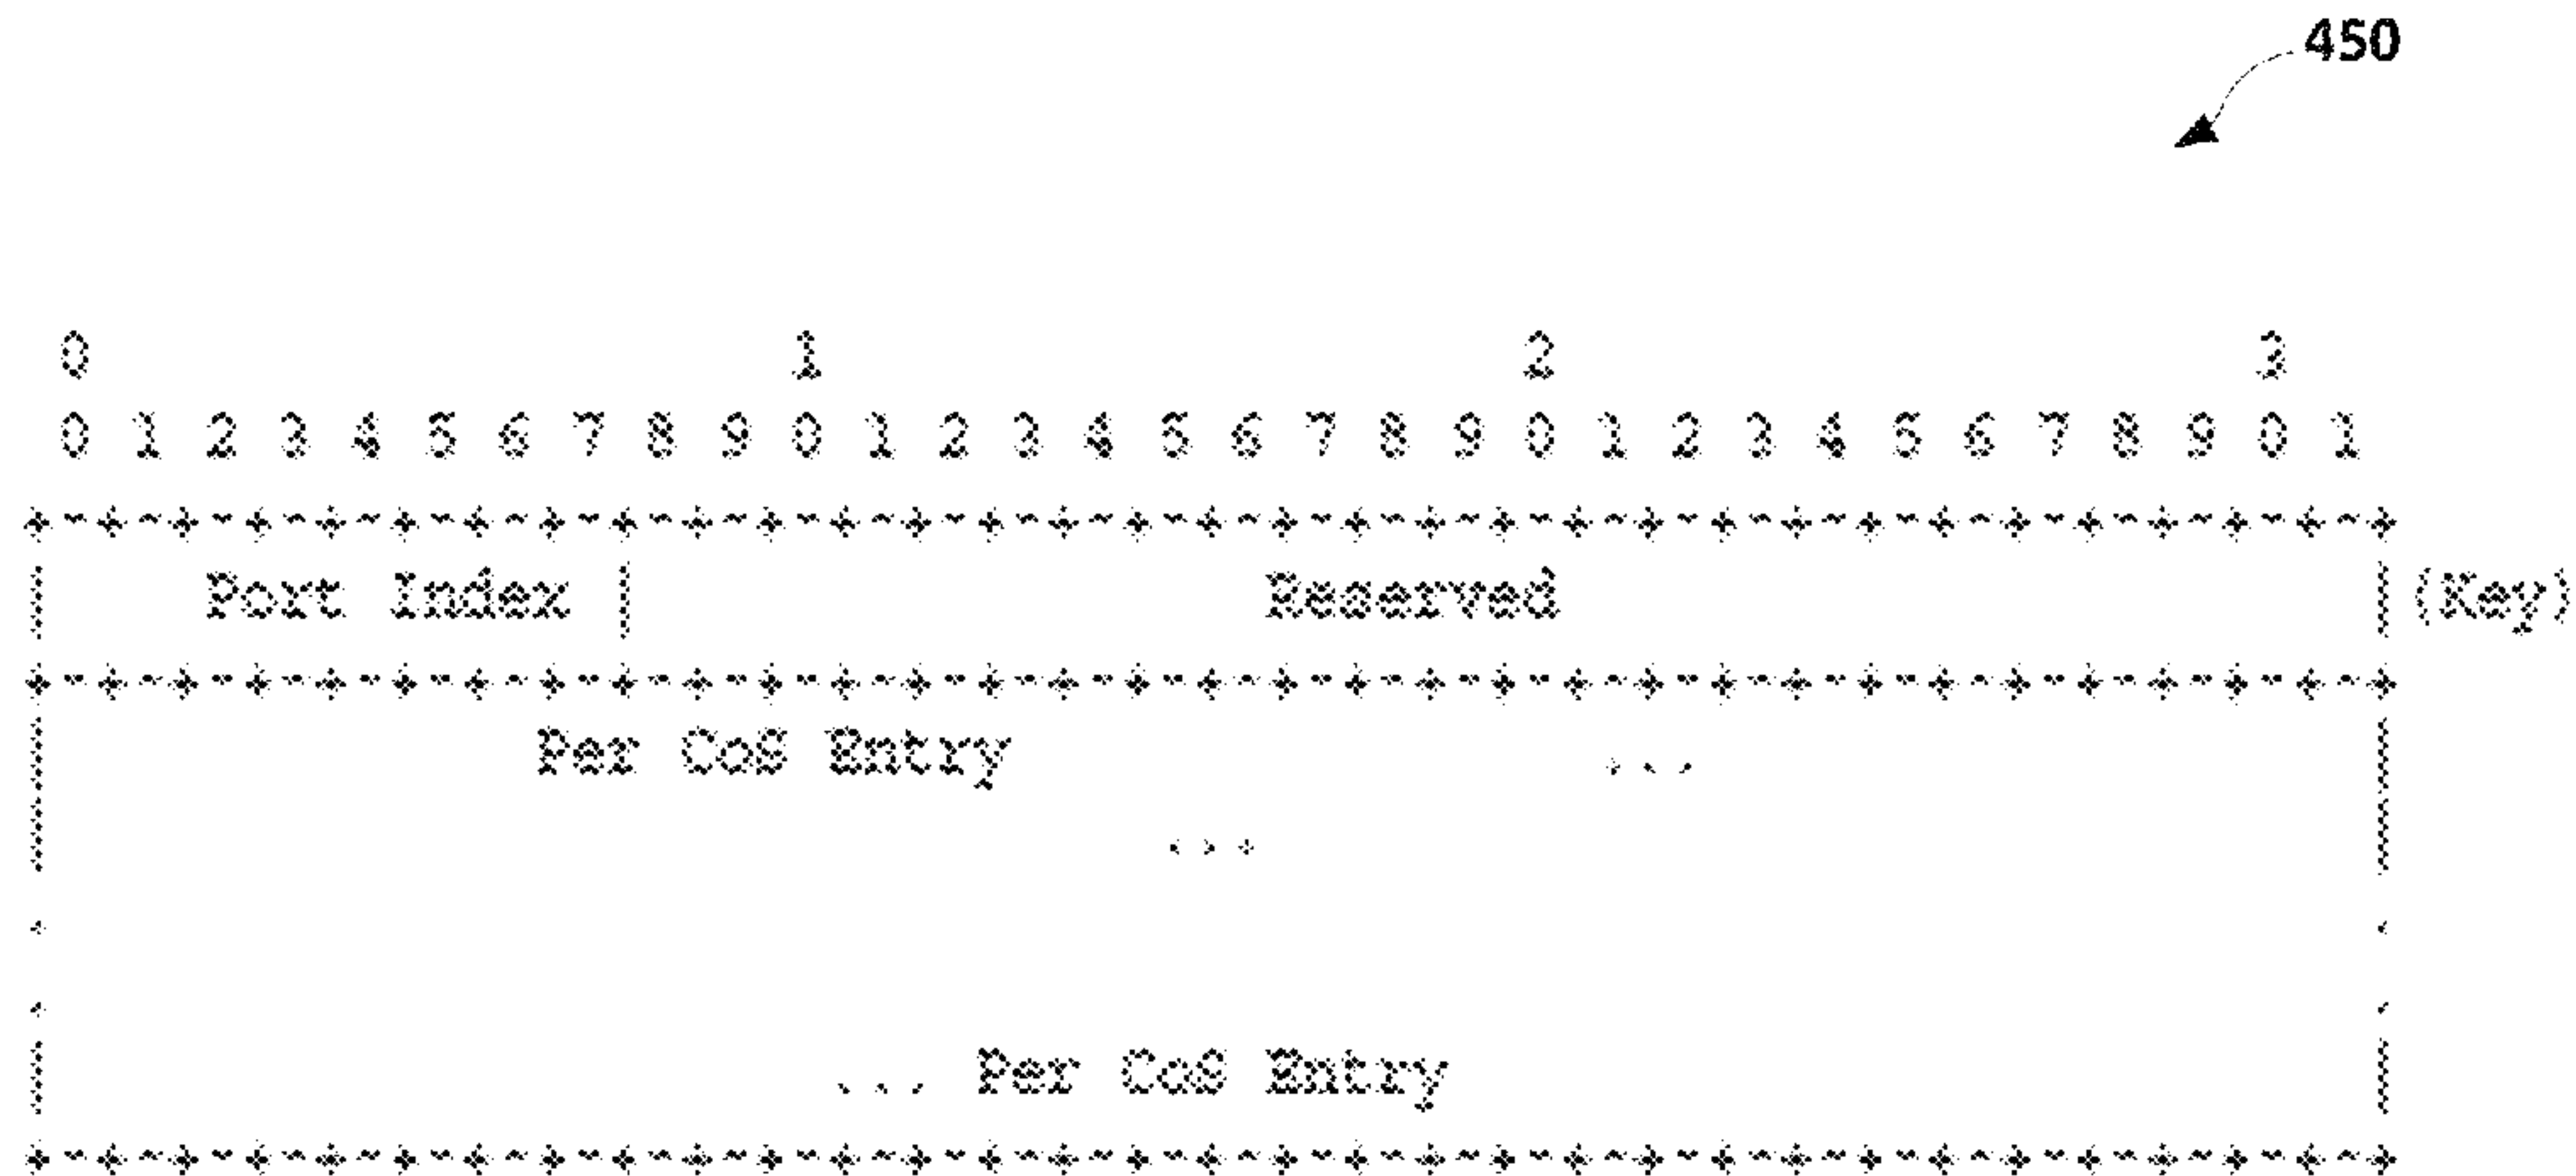 450
0 1 2 3
0 1 2 3 4 5 6 7 8 9 0 1 2 3 4 5 6 7 8 9 0 1 2 3 4 5 6 7 8 9 0 1
+-+-+-+-+-+-+-+-+-+-+-+-+-+-+-+-+-+-+-+-+-+-+-+-+-+-+-+-+-+-+-+-+
| Port Index | Reserved | (Key)
+-+-+-+-+-+-+-+-+-+-+-+-+-+-+-+-+-+-+-+-+-+-+-+-+-+-+-+-+-+-+-+-+
| Per CoS Entry ... |
| ... |
. .
. .
| ... Per CoS Entry |
+-+-+-+-+-+-+-+-+-+-+-+-+-+-+-+-+-+-+-+-+-+-+-+-+-+-+-+-+-+-+-+-+